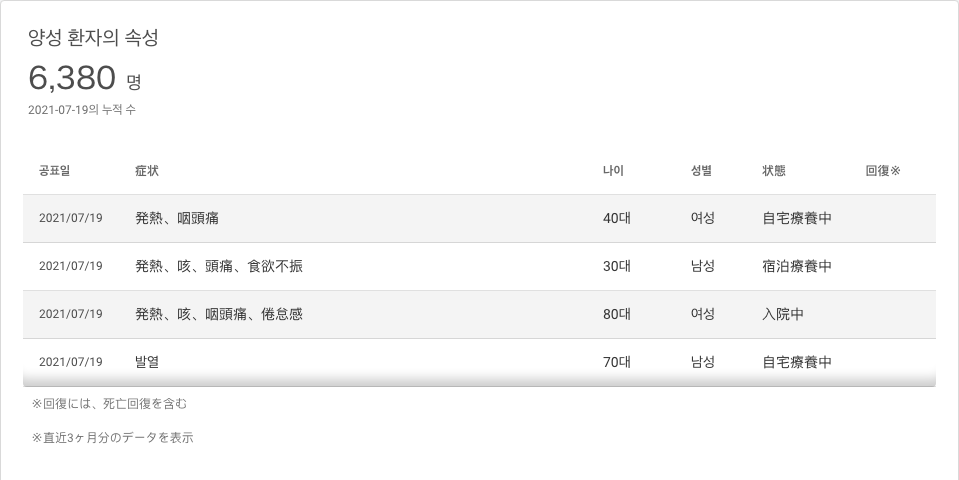 양성 환자의 속성
6,380 명
2021-07-19의 누적 수
공표일 症状 나이 성별 状態 回復※
2021/07/19 発熱、咽頭痛 40대 여성 自宅療養中
2021/07/19 発熱、咳、頭痛、食欲不振 30대 남성 宿泊療養中
2021/07/19 発熱、咳、咽頭痛、倦怠感 80대 여성 入院中
2021/07/19 발열 70대 남성 自宅療養中
※回復には、死亡回復を含む
※直近3ヶ月分のデータを表示